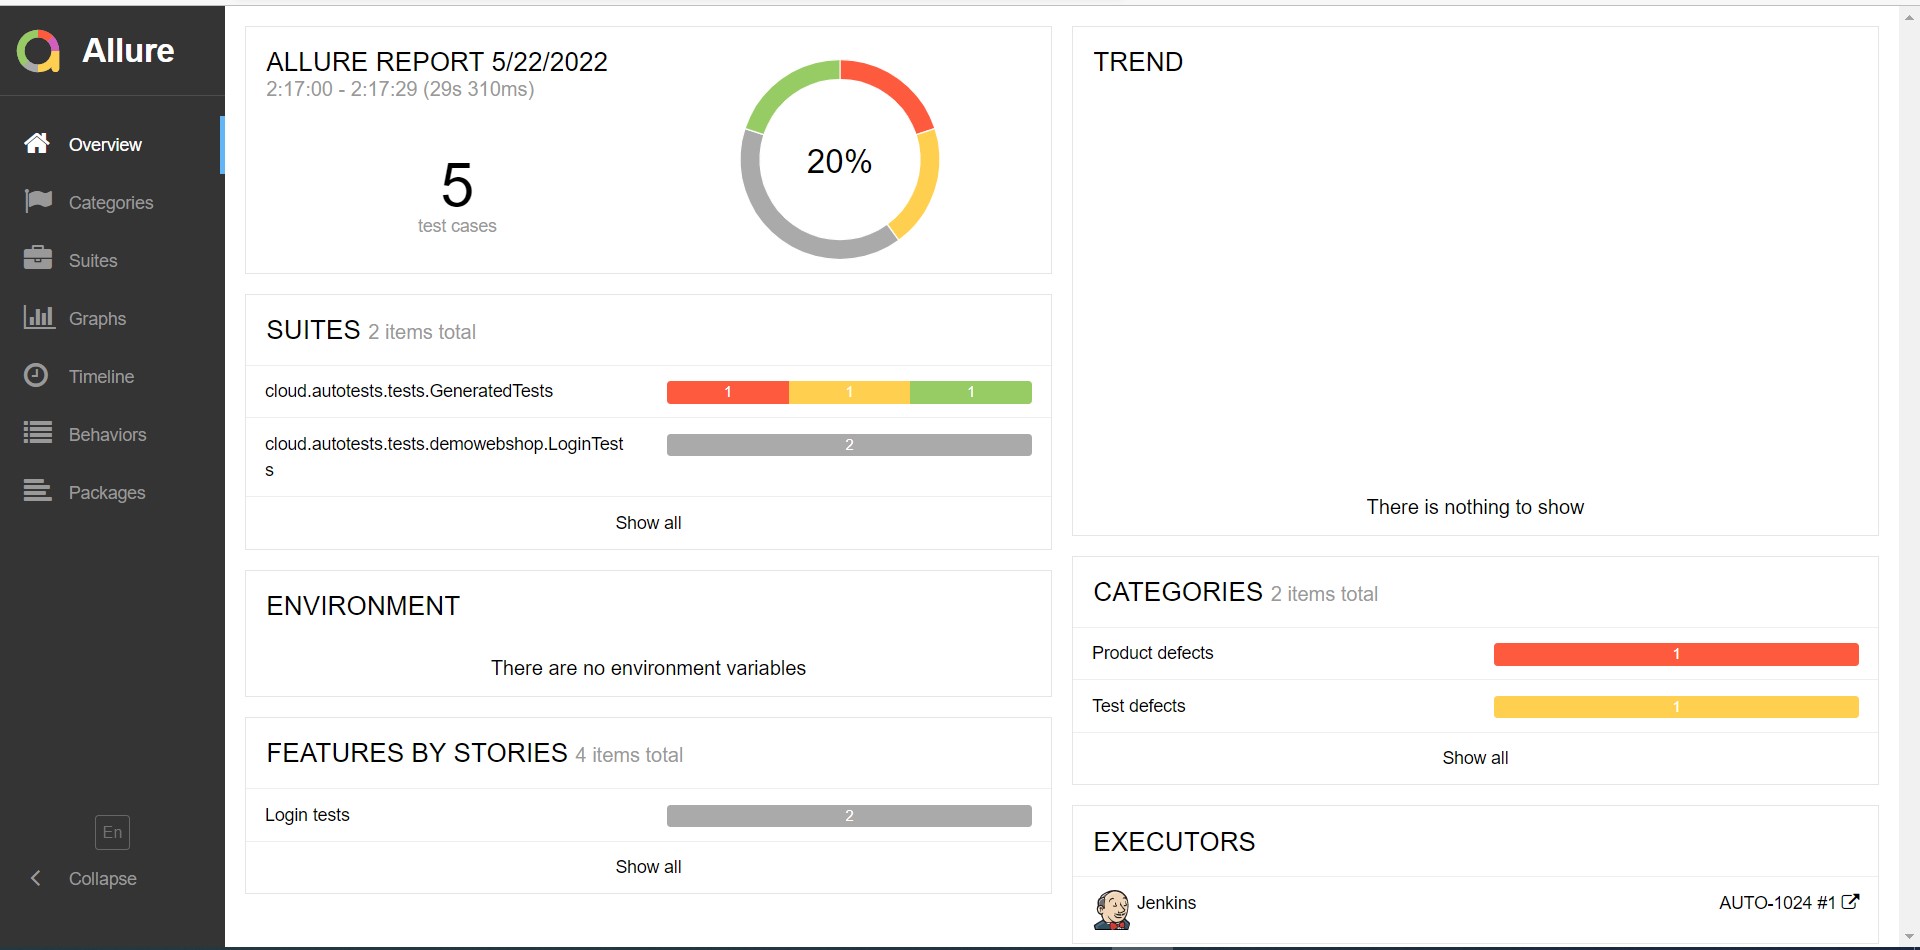 Allure
Overview
Categories
Suites
Graphs
Timeline
Behaviors
Packages
En
Collapse
ALLURE REPORT 5/22/2022
2:17:00 - 2:17:29 (29s 310ms)
5
test cases
20%
SUITES 2 items total
cloud.autotests.tests.GeneratedTests
1 1 1
cloud.autotests.tests.demowebshop.LoginTest
s
2
Show all
ENVIRONMENT
There are no environment variables
FEATURES BY STORIES 4 items total
Login tests 2
Show all
TREND
There is nothing to show
CATEGORIES 2 items total
Product defects 1
Test defects 1
Show all
EXECUTORS
Jenkins AUTO-1024 #1